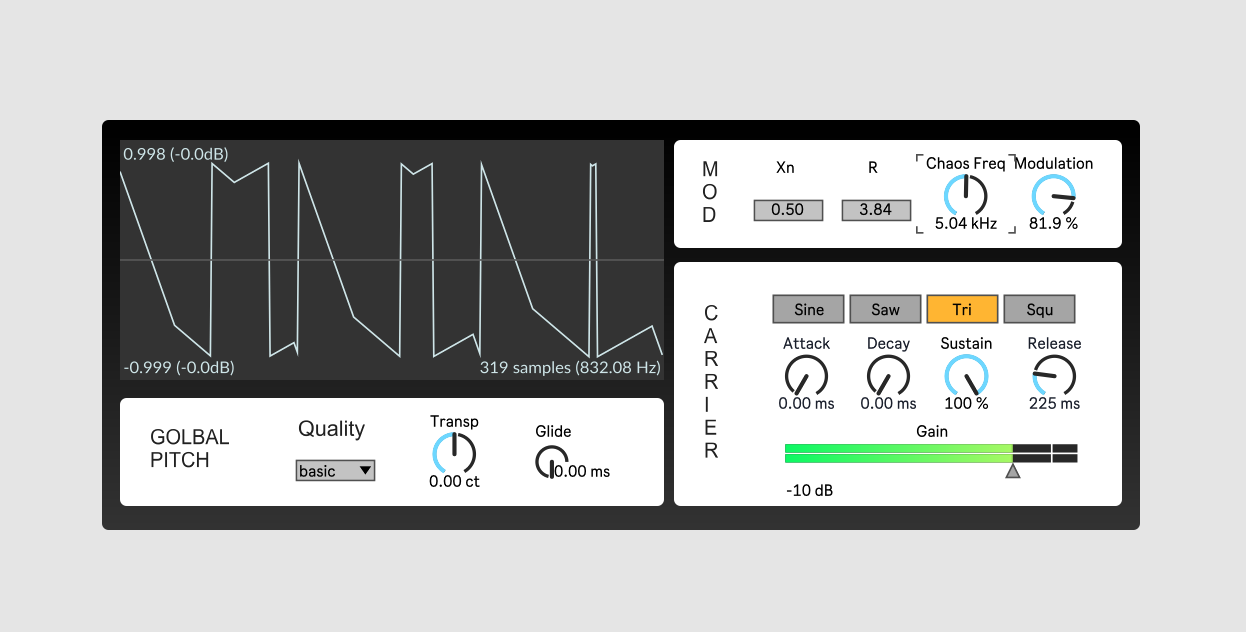 0.998 (-0.0dB)
-0.999 (-0.0dB)
319 samples (832.08 Hz)
GOLBAL
PITCH
Quality
basic
Transp
0.00 ct
Glide
0.00 ms
M
O
D
Xn
0.50
R
3.84
Chaos Freq
5.04 kHz
Modulation
81.9 %
C
A
R
R
I
E
R
Sine
Saw
Tri
Squ
Attack
0.00 ms
Decay
0.00 ms
Sustain
100 %
Release
225 ms
Gain
-10 dB